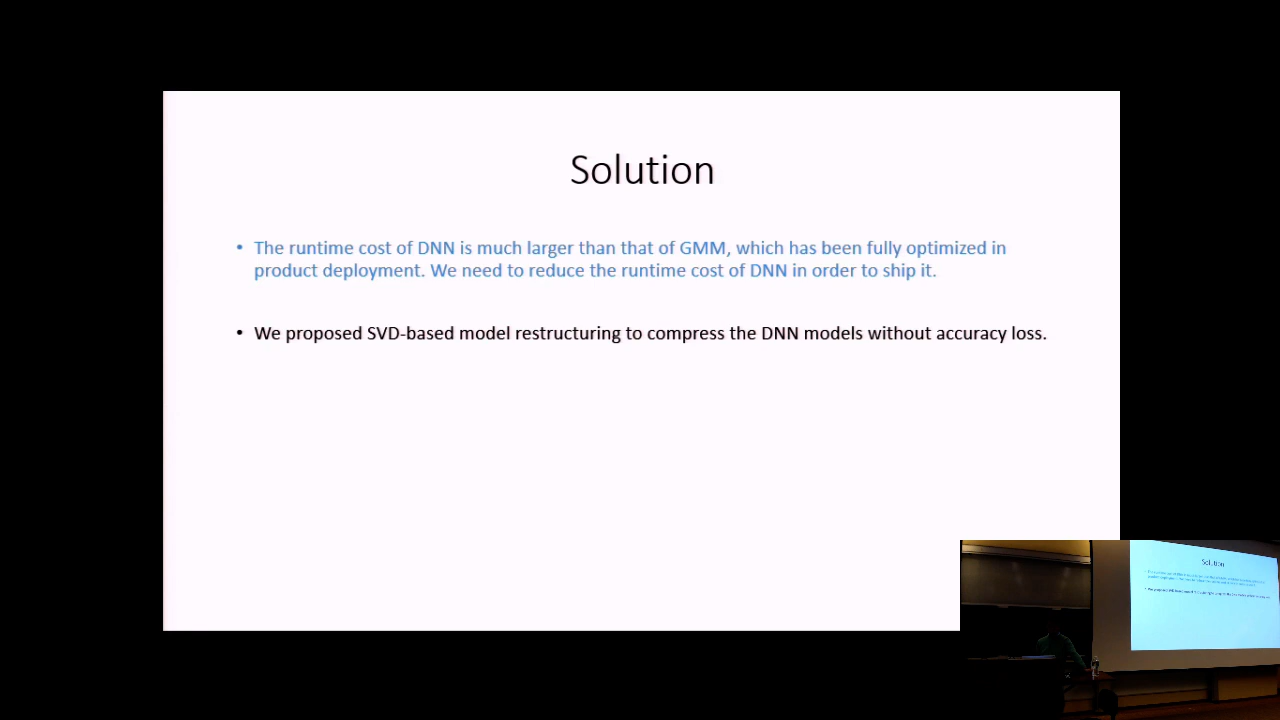 Solution
• The runtime cost of DNN is much larger than that of GMM, which has been fully optimized in
product deployment. We need to reduce the runtime cost of DNN in order to ship it.
• We proposed SVD-based model restructuring to compress the DNN models without accuracy loss.
Solution